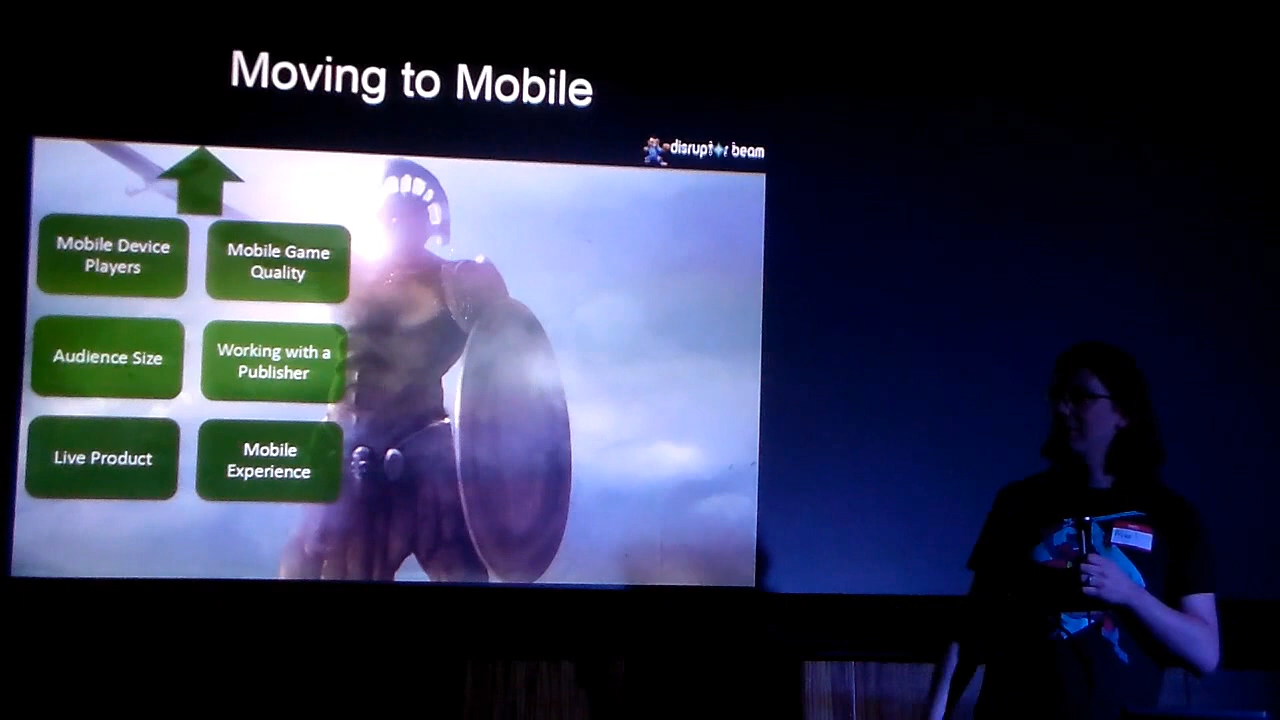 Moving to Mobile
disruptor beam
Mobile Device
Players
Mobile Game
Quality
Audience Size
Working with a
Publisher
Live Product
Mobile
Experience